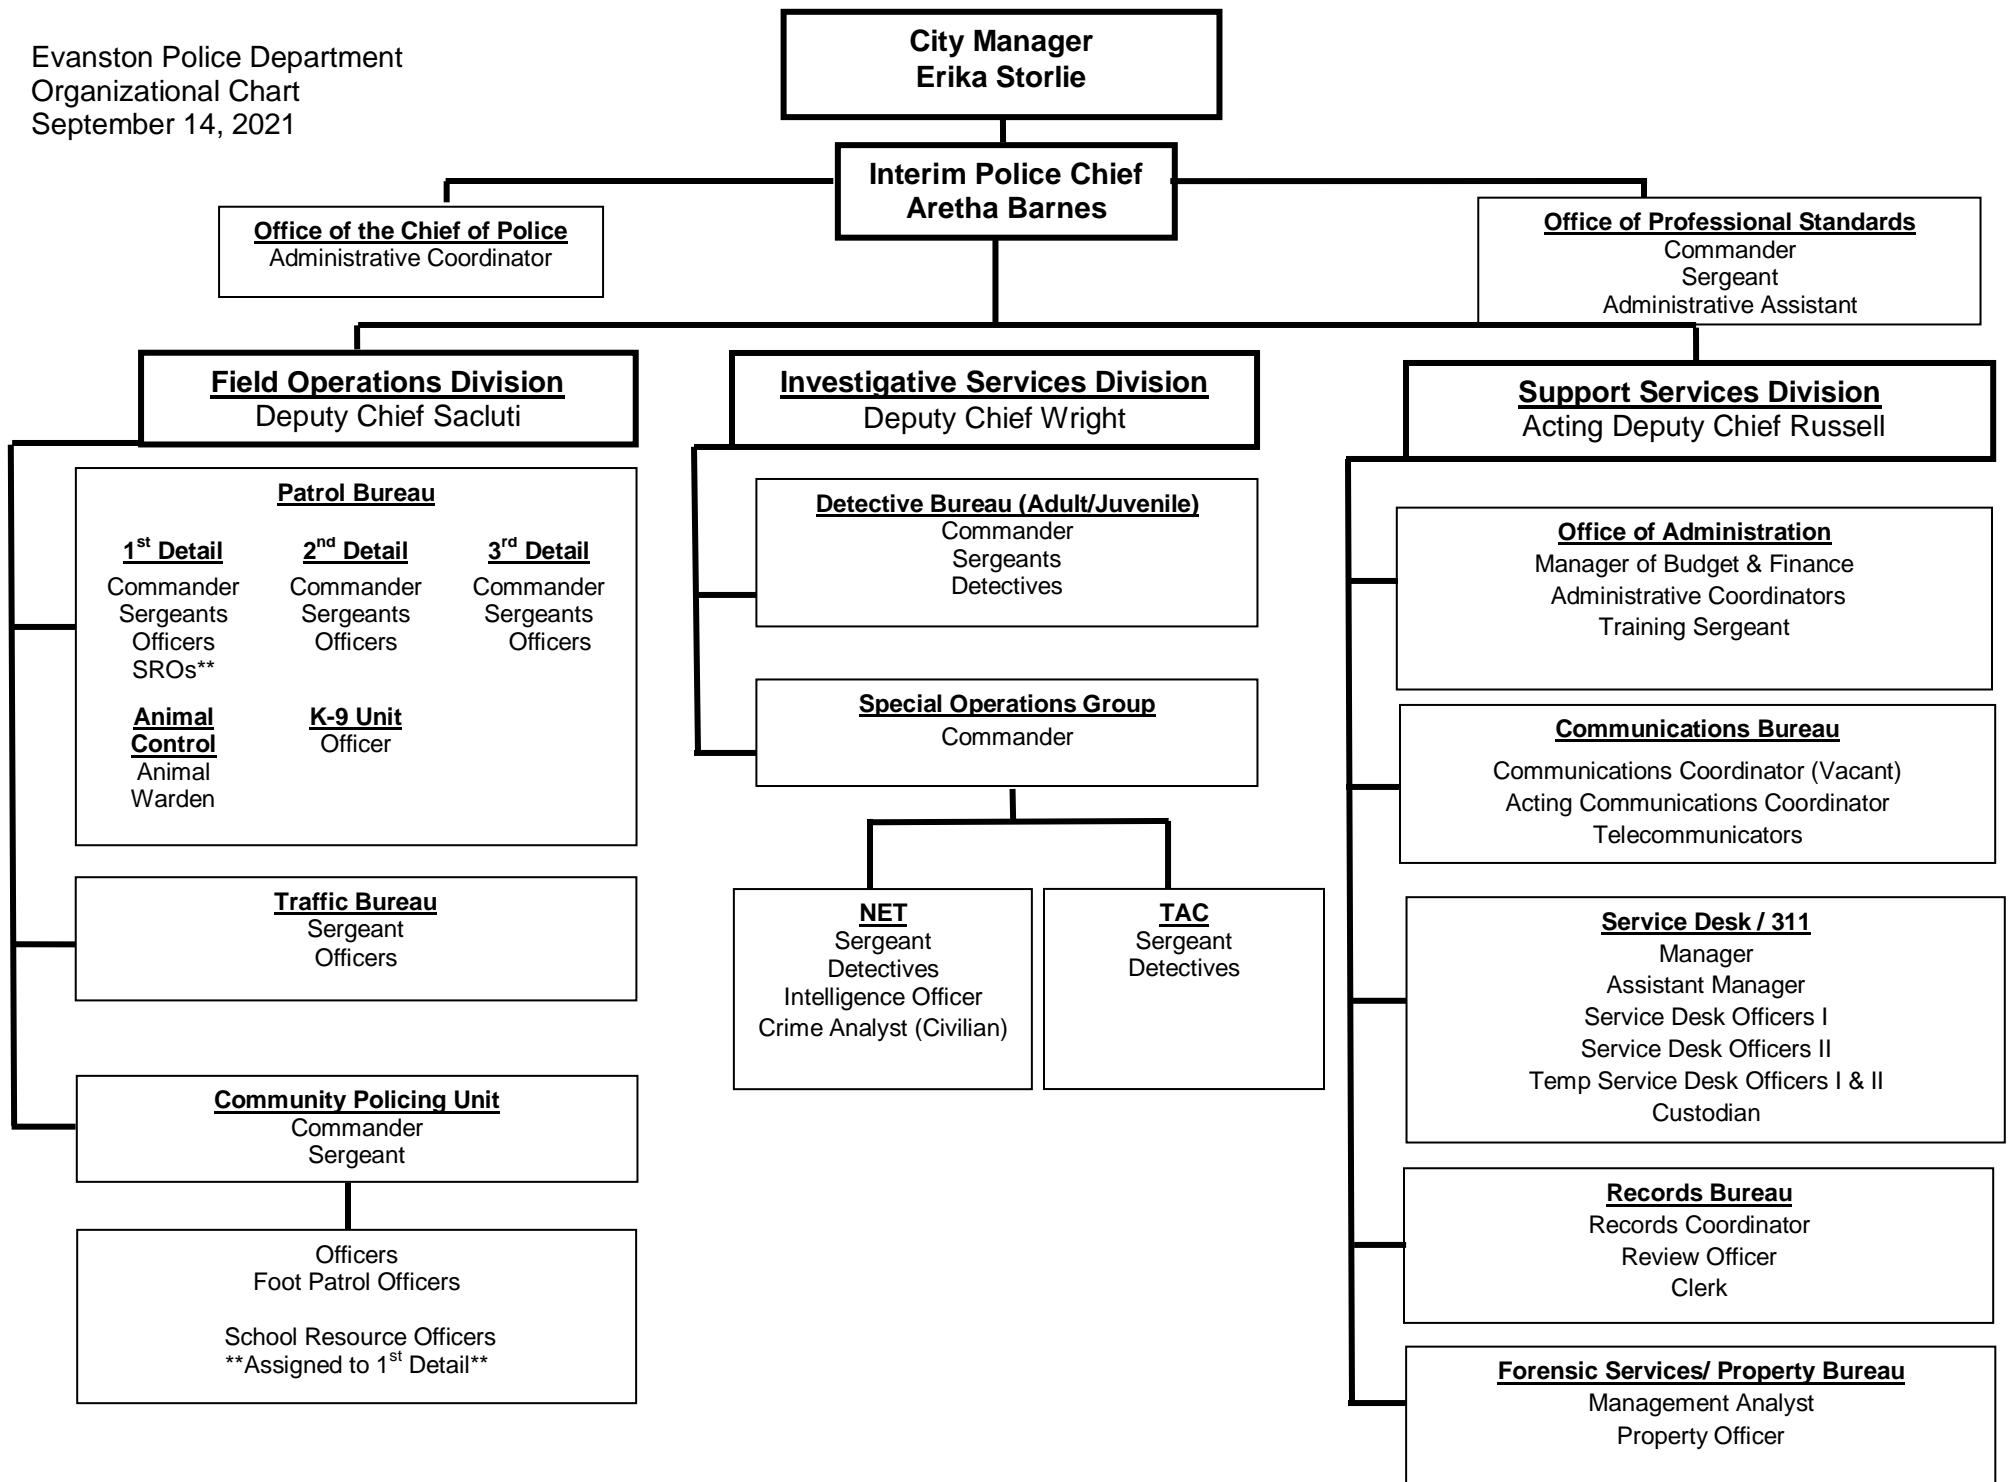 Evanston Police Department
Organizational Chart
September 14, 2021
City Manager
Erika Storlie
Interim Police Chief
Aretha Barnes
Office of the Chief of Police
Administrative Coordinator
Office of Professional Standards
Commander
Sergeant
Administrative Assistant
Field Operations Division
Deputy Chief Sacluti
Patrol Bureau
1st Detail
Commander
Sergeants
Officers
SROs**
2nd Detail
Commander
Sergeants
Officers
3rd Detail
Commander
Sergeants
Officers
Animal
Control
Animal
Warden
K-9 Unit
Officer
Traffic Bureau
Sergeant
Officers
Community Policing Unit
Commander
Sergeant
Officers
Foot Patrol Officers
School Resource Officers
**Assigned to 1st Detail**
Investigative Services Division
Deputy Chief Wright
Detective Bureau (Adult/Juvenile)
Commander
Sergeants
Detectives
Special Operations Group
Commander
NET
Sergeant
Detectives
Intelligence Officer
Crime Analyst (Civilian)
TAC
Sergeant
Detectives
Support Services Division
Acting Deputy Chief Russell
Office of Administration
Manager of Budget & Finance
Administrative Coordinators
Training Sergeant
Communications Bureau
Communications Coordinator (Vacant)
Acting Communications Coordinator
Telecommunicators
Service Desk / 311
Manager
Assistant Manager
Service Desk Officers I
Service Desk Officers II
Temp Service Desk Officers I & II
Custodian
Records Bureau
Records Coordinator
Review Officer
Clerk
Forensic Services/ Property Bureau
Management Analyst
Property Officer